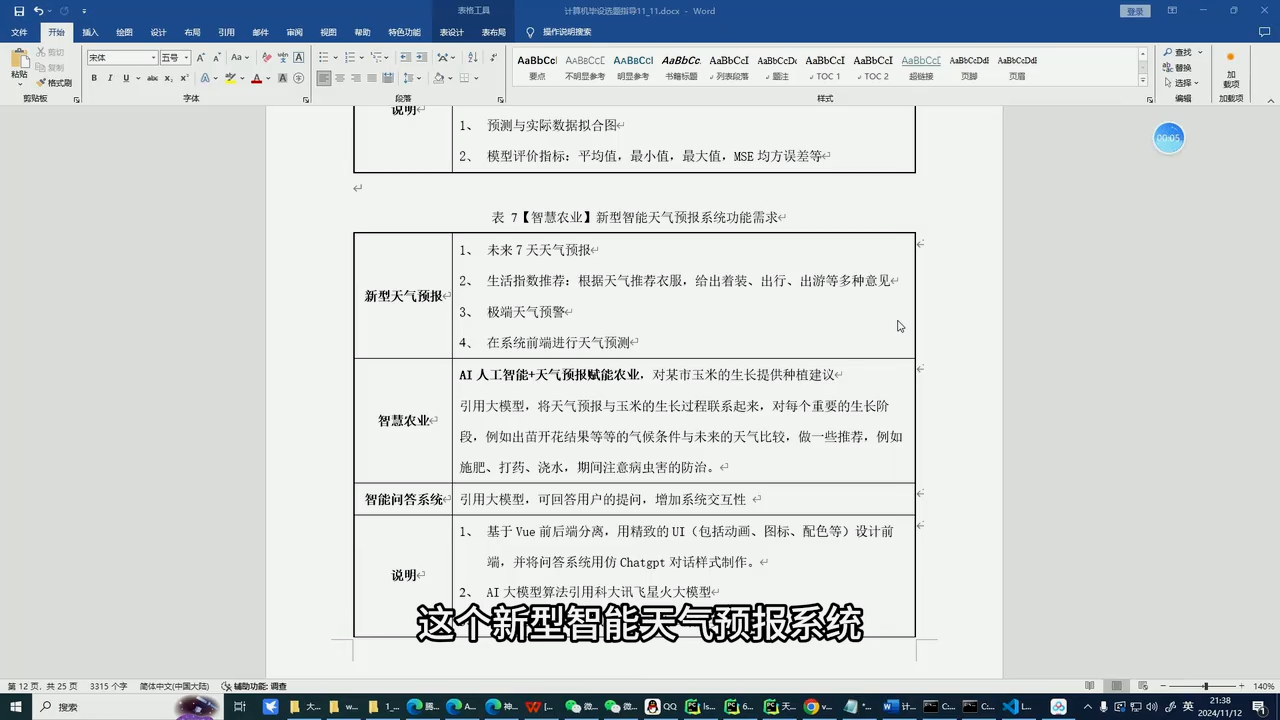 表格工具
计算机毕设选题指导11_11.docx - Word
登录
文件 开始 插入 绘图 设计 布局 引用 邮件 审阅 视图 帮助 特色功能 表设计 表布局 操作说明搜索
粘贴
剪切
复制
格式刷
剪贴板
宋体 五号
字体
段落
AaBbCcI AaBbCcI AaBbCcI AaBbCc. AaBbCcI AaBbCcDc AaBbCcI AaBbCcI AaBbCcI AaBbCcDdI AaBbCcDdI
要点 不明显参考 明显参考 书籍标题 列表段落 题注 TOC 1 TOC 2 超链接 页脚 页眉
样式
查找
替换
选择
编辑
加载项
加载项
00:05
说明
1、 预测与实际数据拟合图
2、 模型评价指标：平均值，最小值，最大值，MSE 均方误差等
表 7【智慧农业】新型智能天气预报系统功能需求
新型天气预报
1、 未来 7 天天气预报
2、 生活指数推荐：根据天气推荐衣服，给出着装、出行、出游等多种意见
3、 极端天气预警
4、 在系统前端进行天气预测
智慧农业
AI 人工智能+天气预报赋能农业，对某市玉米的生长提供种植建议
引用大模型，将天气预报与玉米的生长过程联系起来，对每个重要的生长阶
段，例如出苗开花结果等等的气候条件与未来的天气比较，做一些推荐，例如
施肥、打药、浇水，期间注意病虫害的防治。
智能问答系统
引用大模型，可回答用户的提问，增加系统交互性
说明
1、 基于 Vue 前后端分离，用精致的 UI（包括动画、图标、配色等）设计前
端，并将问答系统用仿 Chatgpt 对话样式制作。
2、 AI 大模型算法引用科大讯飞星火大模型
这个新型智能天气预报系统
第 12 页，共 25 页 3315 个字 简体中文(中国大陆) 辅助功能: 调查
140%
搜索
大... w... 1_... 腾... A... 神... [... 微... 微... QQ 1s... 6... 2... *... w... C... C... L...
英
21:38
2024/11/12